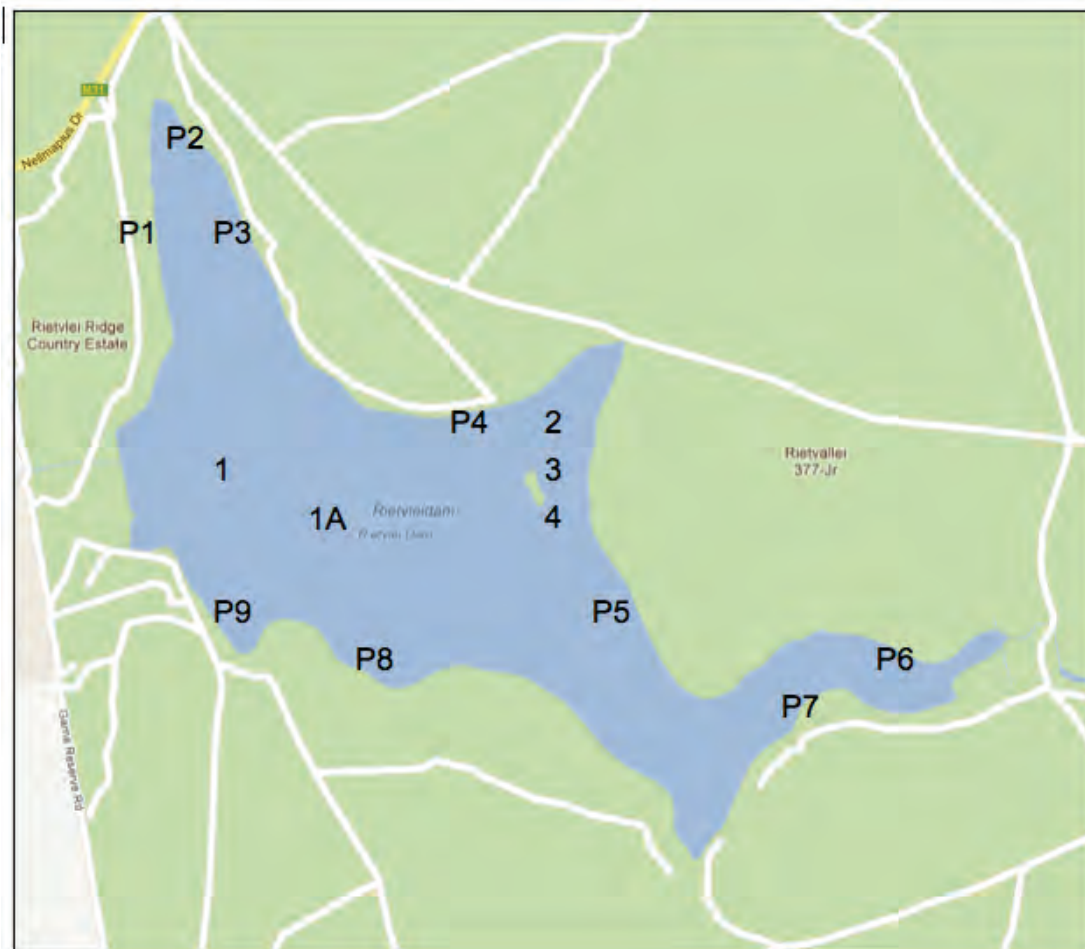 M31
Nellmapius Dr
P2
P1
P3
Rietvlei Ridge
Country Estate
P4
2
Rietvallei
377-Jr
1
3
1A
Rietvleidam
Rietvlei Dam
4
P9
P5
P8
P6
P7
Game Reserve Rd